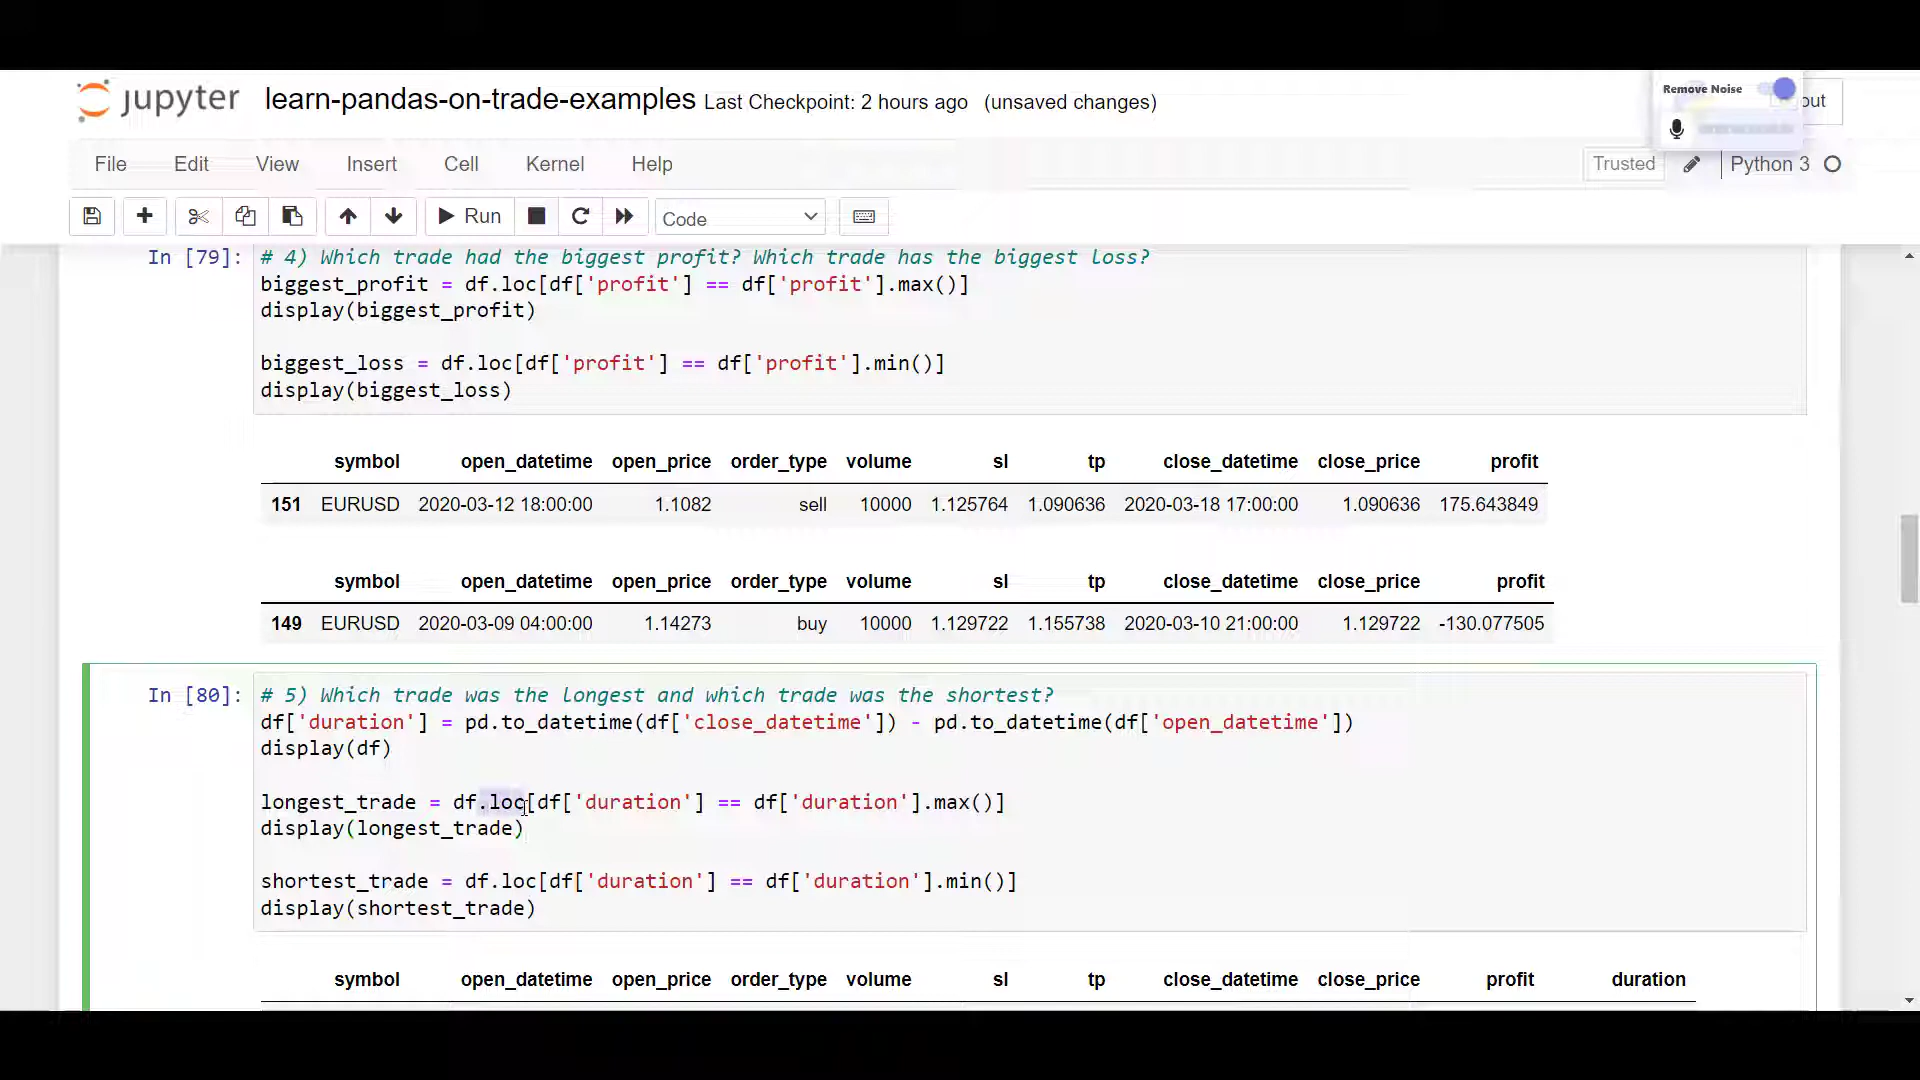 jupyter learn-pandas-on-trade-examples Last Checkpoint: 2 hours ago (unsaved changes)
Remove Noise
out
File Edit View Insert Cell Kernel Help
Trusted Python 3
Run Code
In [79]: # 4) Which trade had the biggest profit? Which trade has the biggest loss?
biggest_profit = df.loc[df['profit'] == df['profit'].max()]
display(biggest_profit)
biggest_loss = df.loc[df['profit'] == df['profit'].min()]
display(biggest_loss)
symbol open_datetime open_price order_type volume sl tp close_datetime close_price profit
151 EURUSD 2020-03-12 18:00:00 1.1082 sell 10000 1.125764 1.090636 2020-03-18 17:00:00 1.090636 175.643849
symbol open_datetime open_price order_type volume sl tp close_datetime close_price profit
149 EURUSD 2020-03-09 04:00:00 1.14273 buy 10000 1.129722 1.155738 2020-03-10 21:00:00 1.129722 -130.077505
In [80]: # 5) Which trade was the longest and which trade was the shortest?
df['duration'] = pd.to_datetime(df['close_datetime']) - pd.to_datetime(df['open_datetime'])
display(df)
longest_trade = df.loc[df['duration'] == df['duration'].max()]
display(longest_trade)
shortest_trade = df.loc[df['duration'] == df['duration'].min()]
display(shortest_trade)
symbol open_datetime open_price order_type volume sl tp close_datetime close_price profit duration